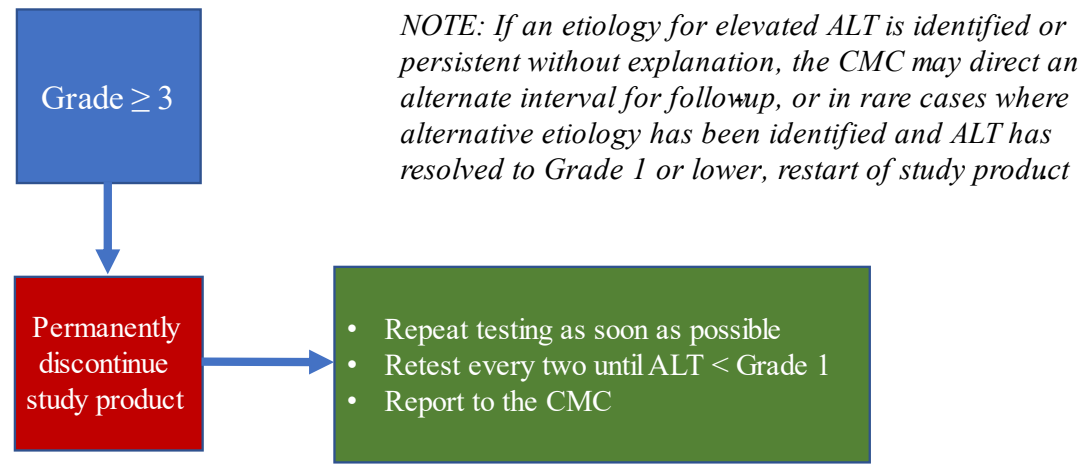 Grade ≥ 3
NOTE: If an etiology for elevated ALT is identified or
persistent without explanation, the CMC may direct an
alternate interval for followup, or in rare cases where
alternative etiology has been identified and ALT has
resolved to Grade 1 or lower, restart of study product
Permanently
discontinue
study product
• Repeat testing as soon as possible
• Retest every two until ALT < Grade 1
• Report to the CMC